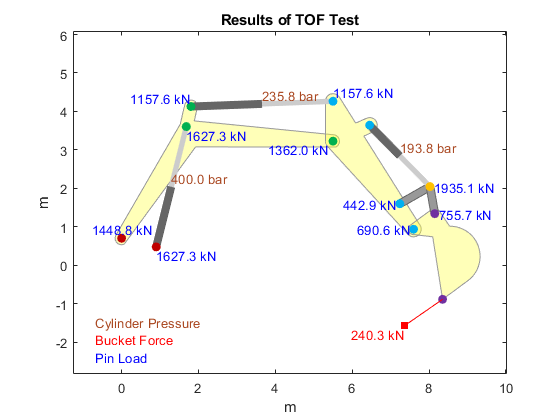 Results of TOF Test
6
5
4
3
2
1
0
-1
-2
m
1157.6 kN
235.8 bar
1157.6 kN
1627.3 kN
1362.0 kN
193.8 bar
400.0 bar
1935.1 kN
442.9 kN
755.7 kN
1448.8 kN
690.6 kN
1627.3 kN
Cylinder Pressure
Bucket Force
Pin Load
240.3 kN
0 2 4 6 8 10
m